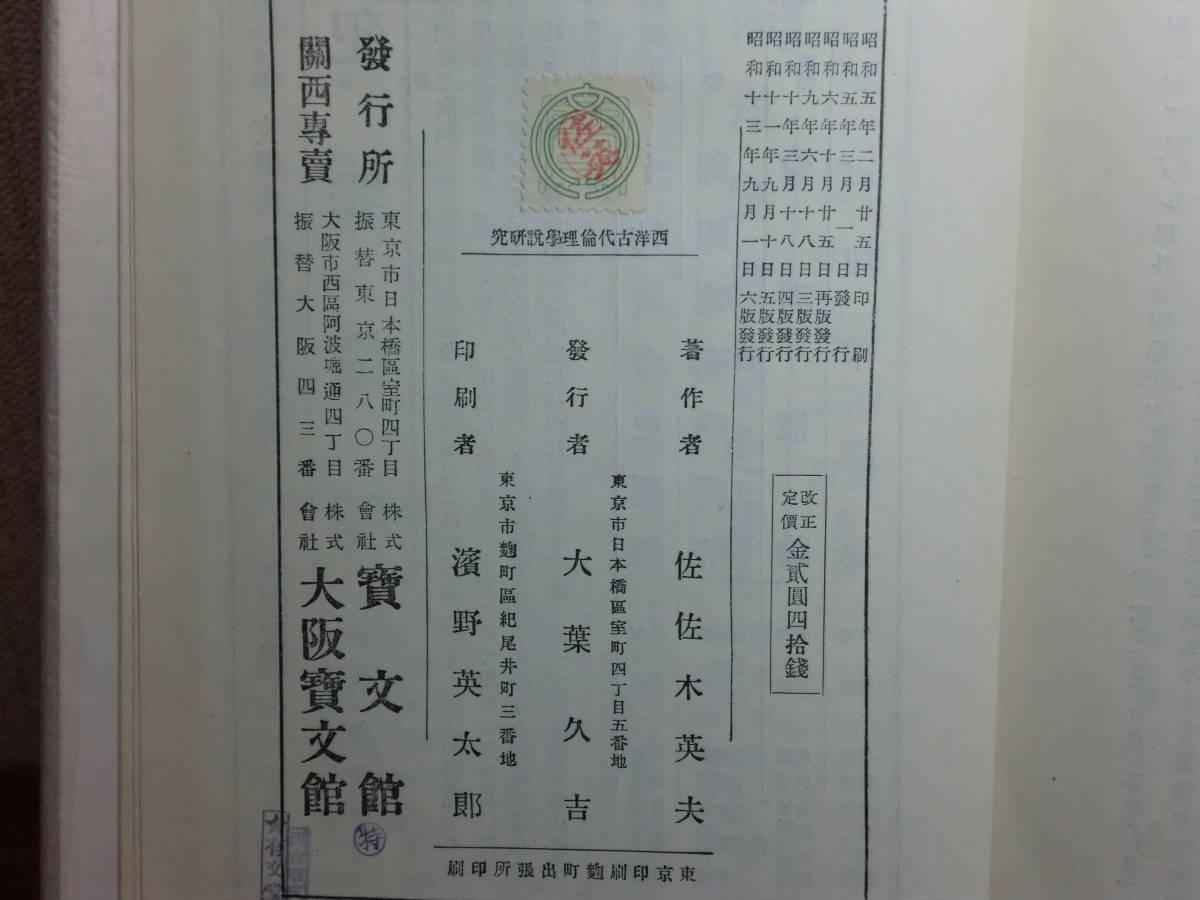 昭和五年二月廿五日印刷
昭和五年三月一日發行
昭和六年十月廿五日再版發行
昭和九年六月十八日三版發行
昭和十年三月十八日四版發行
昭和十一年九月十日五版發行
昭和十三年九月一日六版發行
改正
定價
金貳圓四拾錢
西洋古代倫理學說研究
著作者
佐佐木英夫
東京市日本橋區室町四丁目五番地
發行者
大葉久吉
東京市麴町區紀尾井町三番地
印刷者
濱野英太郞
東京印刷麴町出張所印刷
發行所
東京市日本橋區室町四丁目
振替東京二八〇番
株式
會社
寶文館
特
關西專賣
大阪市西區阿波堀通四丁目
振替大阪四三番
株式
會社
大阪寶文館